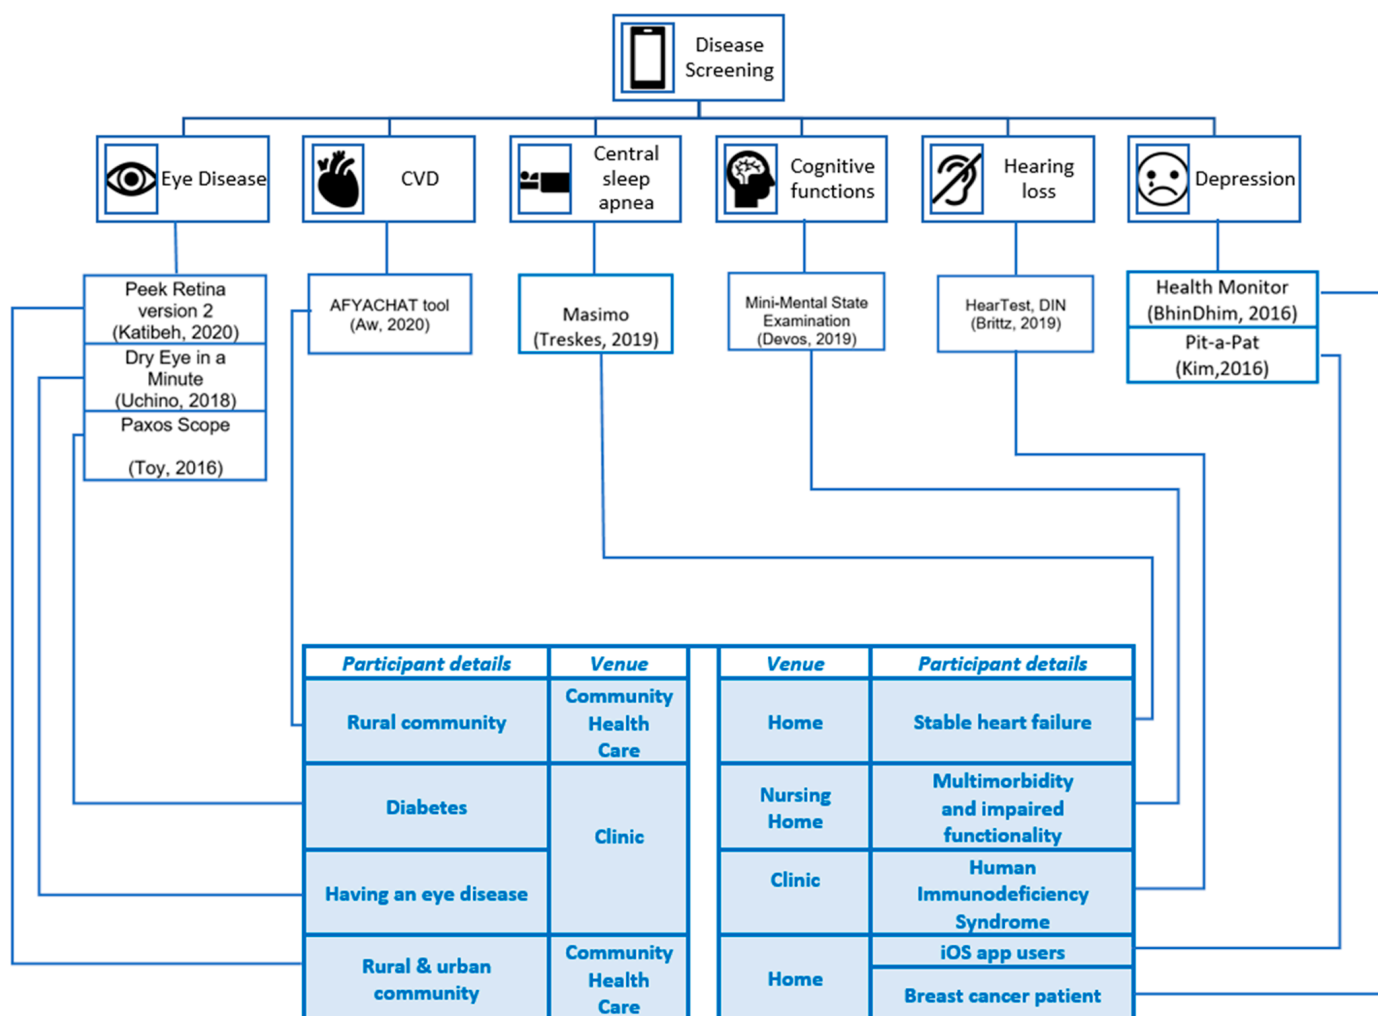 Disease
Screening
Eye Disease
CVD
Central
sleep
apnea
Cognitive
functions
Hearing
loss
Depression
Peek Retina
version 2
(Katibeh, 2020)
Dry Eye in a
Minute
(Uchino, 2018)
Paxos Scope
(Toy, 2016)
AFYACHAT tool
(Aw, 2020)
Masimo
(Treskes, 2019)
Mini-Mental State
Examination
(Devos, 2019)
HearTest, DIN
(Brittz, 2019)
Health Monitor
(BhinDhim, 2016)
Pit-a-Pat
(Kim,2016)
Participant details
Venue
Rural community
Community
Health
Care
Diabetes
Clinic
Having an eye disease
Rural & urban
community
Community
Health
Care
Venue
Participant details
Home
Stable heart failure
Nursing
Home
Multimorbidity
and impaired
functionality
Clinic
Human
Immunodeficiency
Syndrome
Home
iOS app users
Breast cancer patient